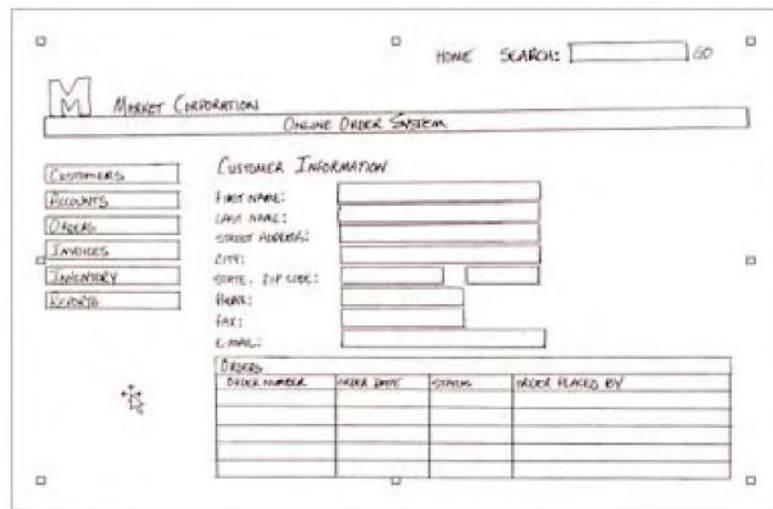 HOME SEARCH: GO
M MARKET CORPORATION
ONLINE ORDER SYSTEM
CUSTOMERS
ACCOUNTS
ORDERS
INVOICES
INVENTORY
REPORTS
CUSTOMER INFORMATION
FIRST NAME:
LAST NAME:
STREET ADDRESS:
CITY:
STATE, ZIP CODE:
PHONE:
FAX:
E-MAIL:
ORDERS
ORDER NUMBER ORDER DATE STATUS ORDER PLACED BY